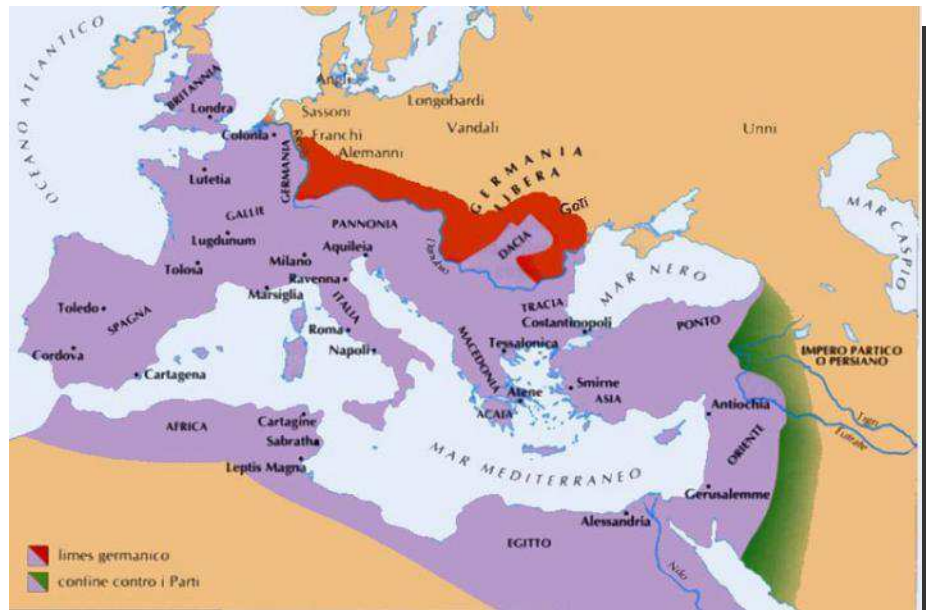 OCEANO ATLANTICO
BRITANNIA
Londra
Angli
Sassoni
Longobardi
Vandali
Unni
Colonia
Reno
Franchi
Alemanni
GERMANIA
GERMANIA
LIBERA
Goti
MAR CASPIO
Lutetia
GALLIE
PANNONIA
DACIA
Lugdunum
Milano
Aquileia
Danubio
MAR NERO
Tolosa
Ravenna
Marsiglia
ITALIA
TRACIA
Toledo
SPAGNA
Roma
Costantinopoli
PONTO
Cordova
Napoli
MACEDONIA
Tessalonica
IMPERO PARTICO
O PERSIANO
Cartagena
Atene
Smirne
ASIA
Antiochia
Tigri
Eufrate
ACAIA
AFRICA
Cartagine
Sabratha
Leptis Magna
MAR MEDITERRANEO
ORIENTE
Gerusalemme
Alessandria
EGITTO
Nilo
limes germanico
confine contro i Parti